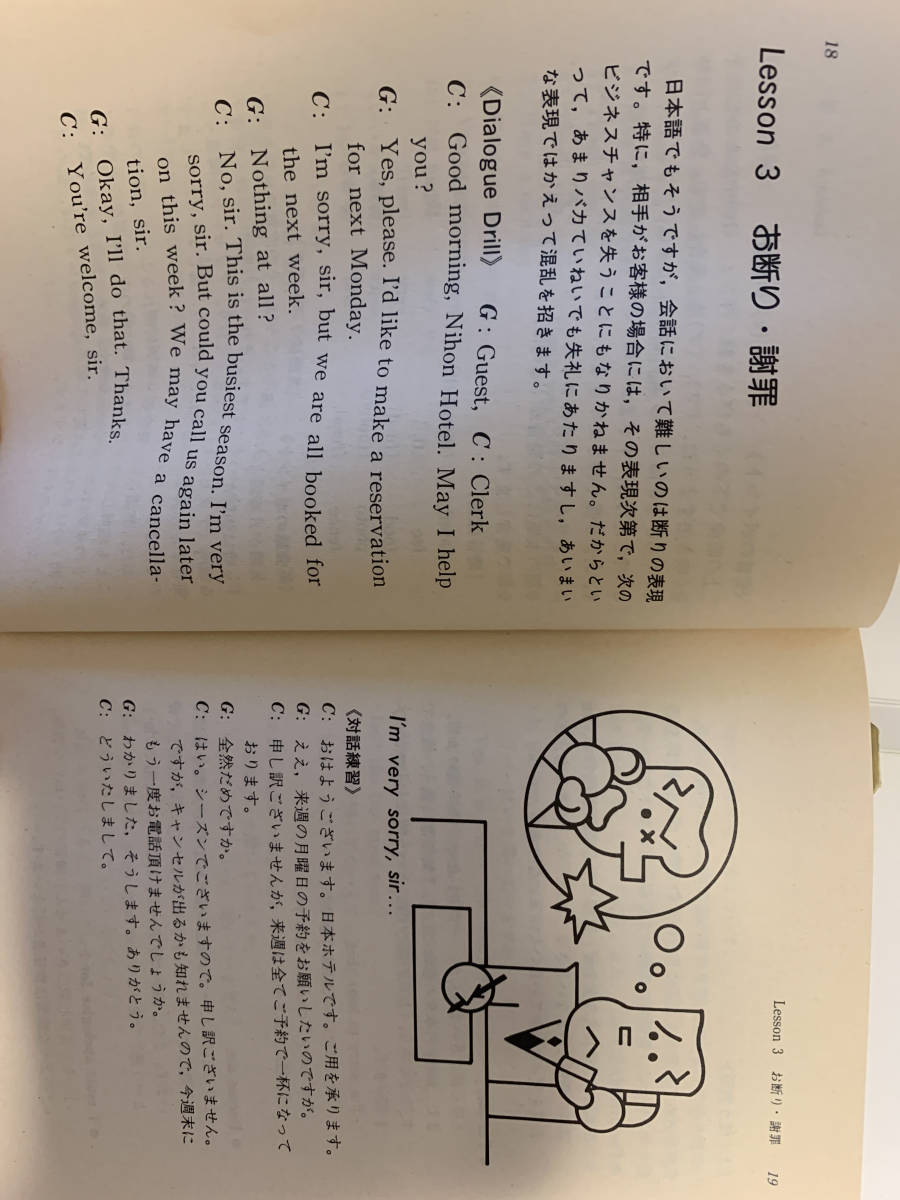 18
Lesson 3　お断り・謝罪
日本語でもそうですが，会話において難しいのは断りの表現
です。特に，相手がお客様の場合には，その表現次第で，次の
ビジネスチャンスを失うことにもなりかねません。だからとい
って，あまりバカていねいでも失礼にあたりますし，あいまい
な表現ではかえって混乱を招きます。
《Dialogue Drill》　G : Guest, C : Clerk
C: Good morning, Nihon Hotel. May I help
you?
G: Yes, please. I'd like to make a reservation
for next Monday.
C: I'm sorry, sir, but we are all booked for
the next week.
G: Nothing at all?
C: No, sir. This is the busiest season. I'm very
sorry, sir. But could you call us again later
on this week? We may have a cancella-
tion, sir.
G: Okay, I'll do that. Thanks.
C: You're welcome, sir.
Lesson 3　お断り・謝罪　19
I'm very sorry, sir...
《対話練習》
C: おはようございます。日本ホテルです。ご用を承ります。
G: ええ，来週の月曜日の予約をお願いしたいのですが。
C: 申し訳ございませんが，来週は全てご予約で一杯になって
おります。
G: 全然だめですか。
C: はい。シーズンでございますので。申し訳ございません。
ですが，キャンセルが出るかも知れませんので，今週末に
もう一度お電話頂けませんでしょうか。
G: わかりました，そうします。ありがとう。
C: どういたしまして。